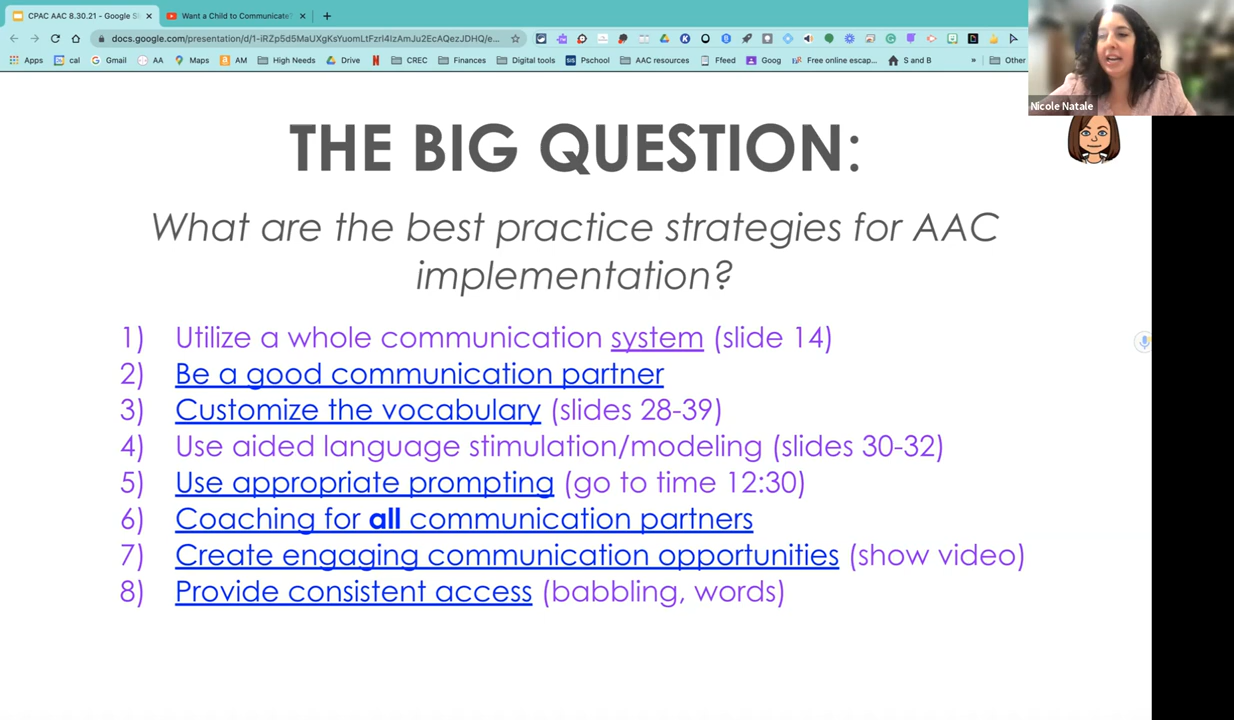 CPAC AAC 8.30.21 - Google Sl
Want a Child to Communicate?
docs.google.com/presentation/d/1-iRZp5d5MaUXgKsYuomLtFzrl4IzAmJu2EcAQezJDHQ/e...
Apps cal Gmail AA Maps AM High Needs Drive CREC Finances Digital tools Pschool AAC resources Ffeed Goog Free online escap... S and B » Other
Nicole Natale
THE BIG QUESTION:
What are the best practice strategies for AAC
implementation?
1) Utilize a whole communication system (slide 14)
2) Be a good communication partner
3) Customize the vocabulary (slides 28-39)
4) Use aided language stimulation/modeling (slides 30-32)
5) Use appropriate prompting (go to time 12:30)
6) Coaching for all communication partners
7) Create engaging communication opportunities (show video)
8) Provide consistent access (babbling, words)